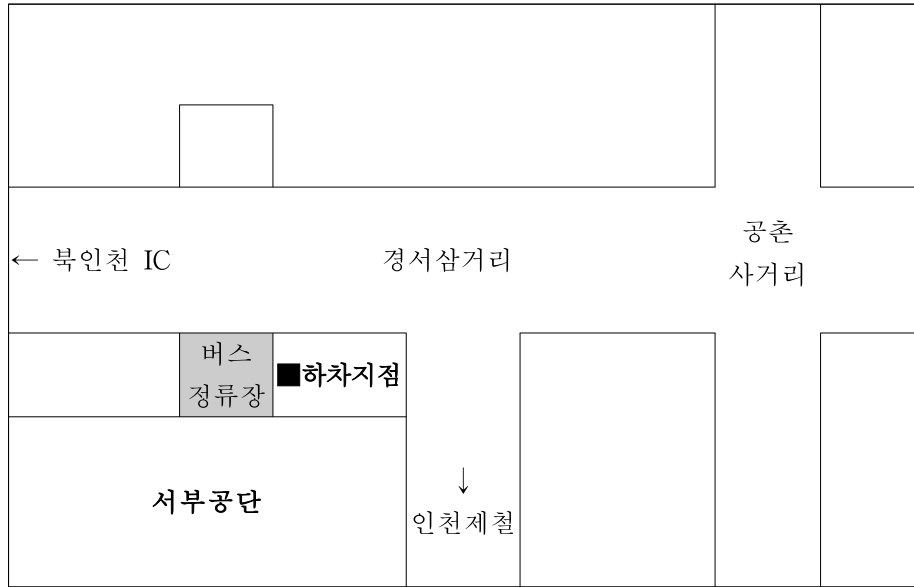 공촌
사거리
← 북인천 IC
경서삼거리
버스
정류장
■하차지점
서부공단
↓
인천제철